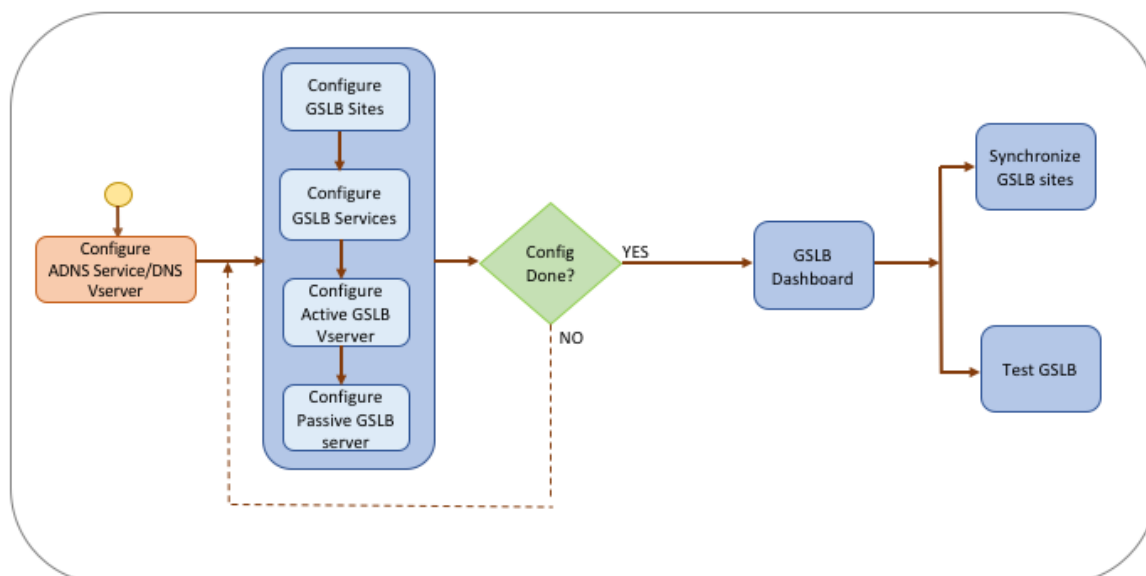 Configure
ADNS Service/DNS
Vserver
Configure
GSLB Sites
Configure
GSLB Services
Configure
Active GSLB
Vserver
Configure
Passive GSLB
server
Config
Done?
YES
NO
GSLB
Dashboard
Synchronize
GSLB sites
Test GSLB